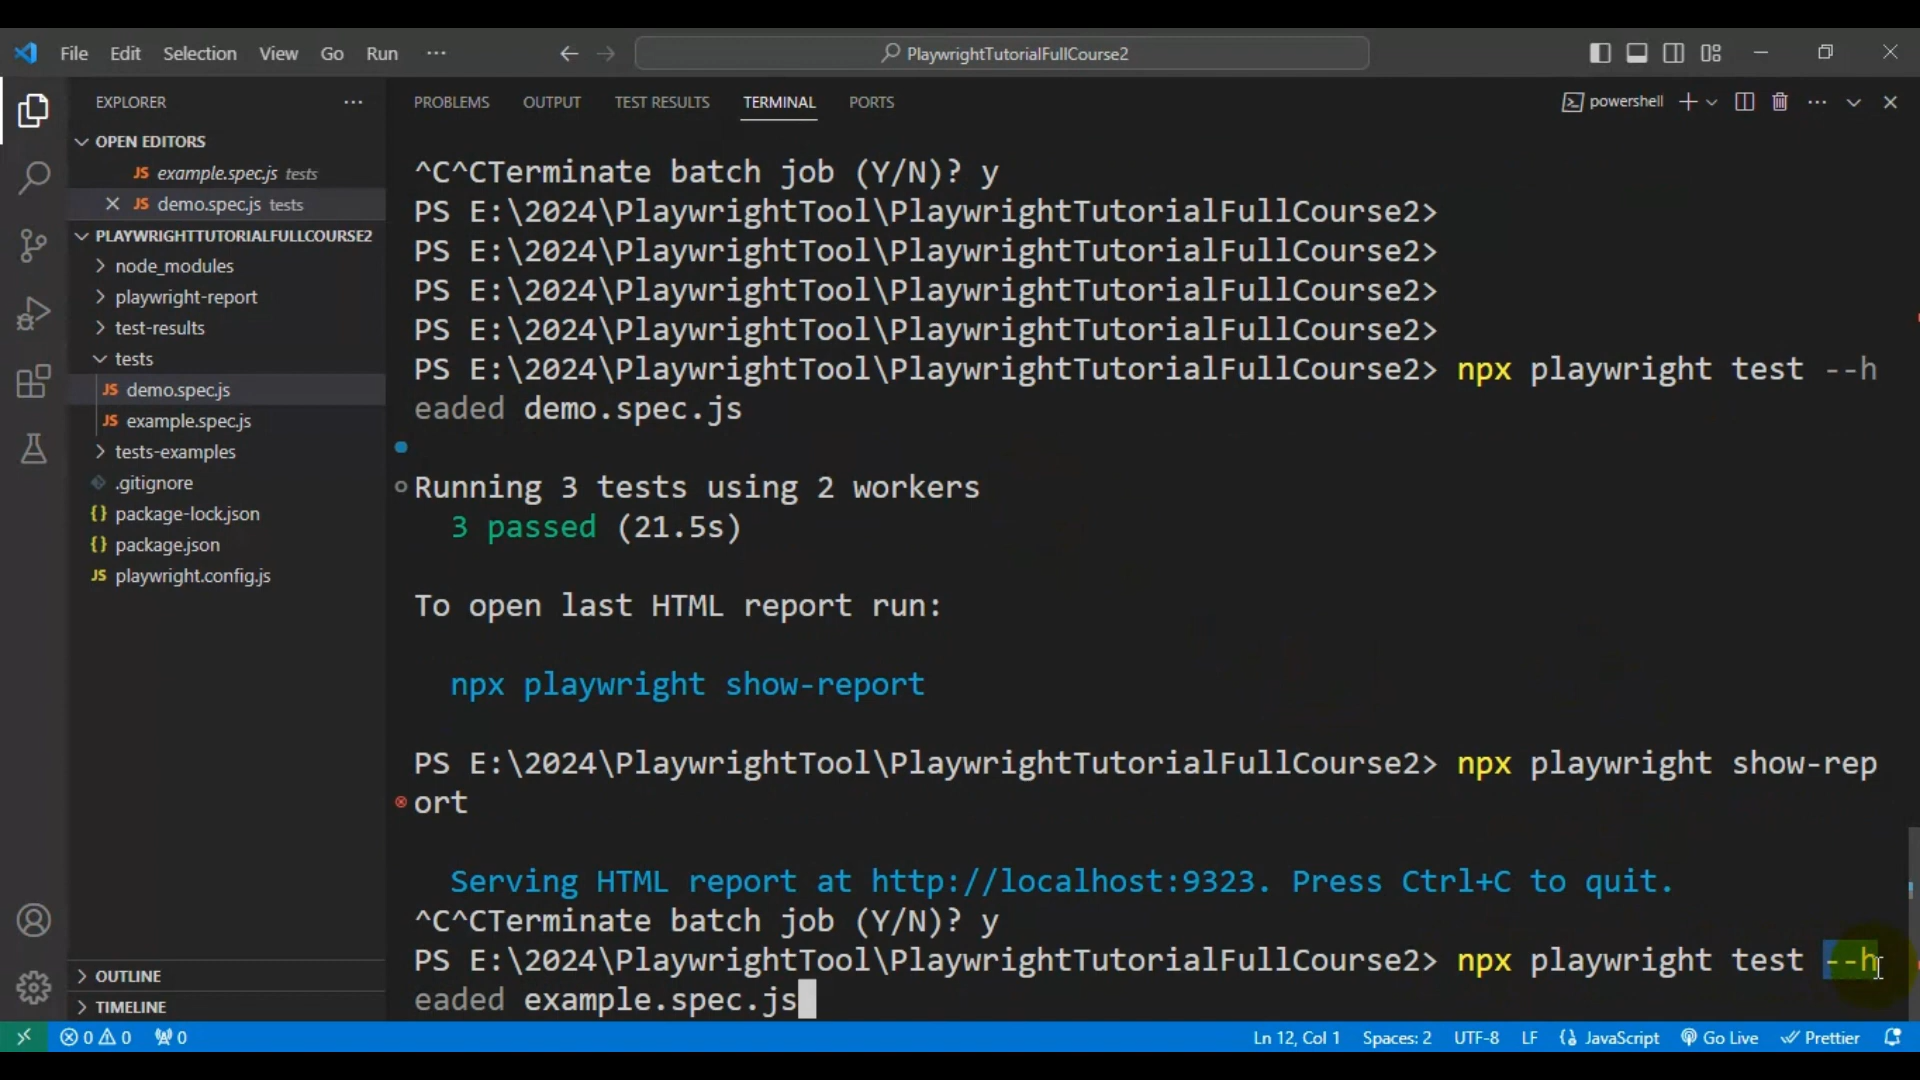 File Edit Selection View Go Run ···
PlaywrightTutorialFullCourse2
EXPLORER ···
OPEN EDITORS
JS example.spec.js tests
JS demo.spec.js tests
PLAYWRIGHTTUTORIALFULLCOURSE2
node_modules
playwright-report
test-results
tests
JS demo.spec.js
JS example.spec.js
tests-examples
.gitignore
{} package-lock.json
{} package.json
JS playwright.config.js
OUTLINE
TIMELINE
PROBLEMS OUTPUT TEST RESULTS TERMINAL PORTS
powershell
^C^CTerminate batch job (Y/N)? y
PS E:\2024\PlaywrightTool\PlaywrightTutorialFullCourse2>
PS E:\2024\PlaywrightTool\PlaywrightTutorialFullCourse2>
PS E:\2024\PlaywrightTool\PlaywrightTutorialFullCourse2>
PS E:\2024\PlaywrightTool\PlaywrightTutorialFullCourse2>
PS E:\2024\PlaywrightTool\PlaywrightTutorialFullCourse2> npx playwright test --h
eaded demo.spec.js
Running 3 tests using 2 workers
3 passed (21.5s)
To open last HTML report run:
npx playwright show-report
PS E:\2024\PlaywrightTool\PlaywrightTutorialFullCourse2> npx playwright show-rep
ort
Serving HTML report at http://localhost:9323. Press Ctrl+C to quit.
^C^CTerminate batch job (Y/N)? y
PS E:\2024\PlaywrightTool\PlaywrightTutorialFullCourse2> npx playwright test --h
eaded example.spec.js
0 0 0
Ln 12, Col 1 Spaces: 2 UTF-8 LF JavaScript Go Live Prettier